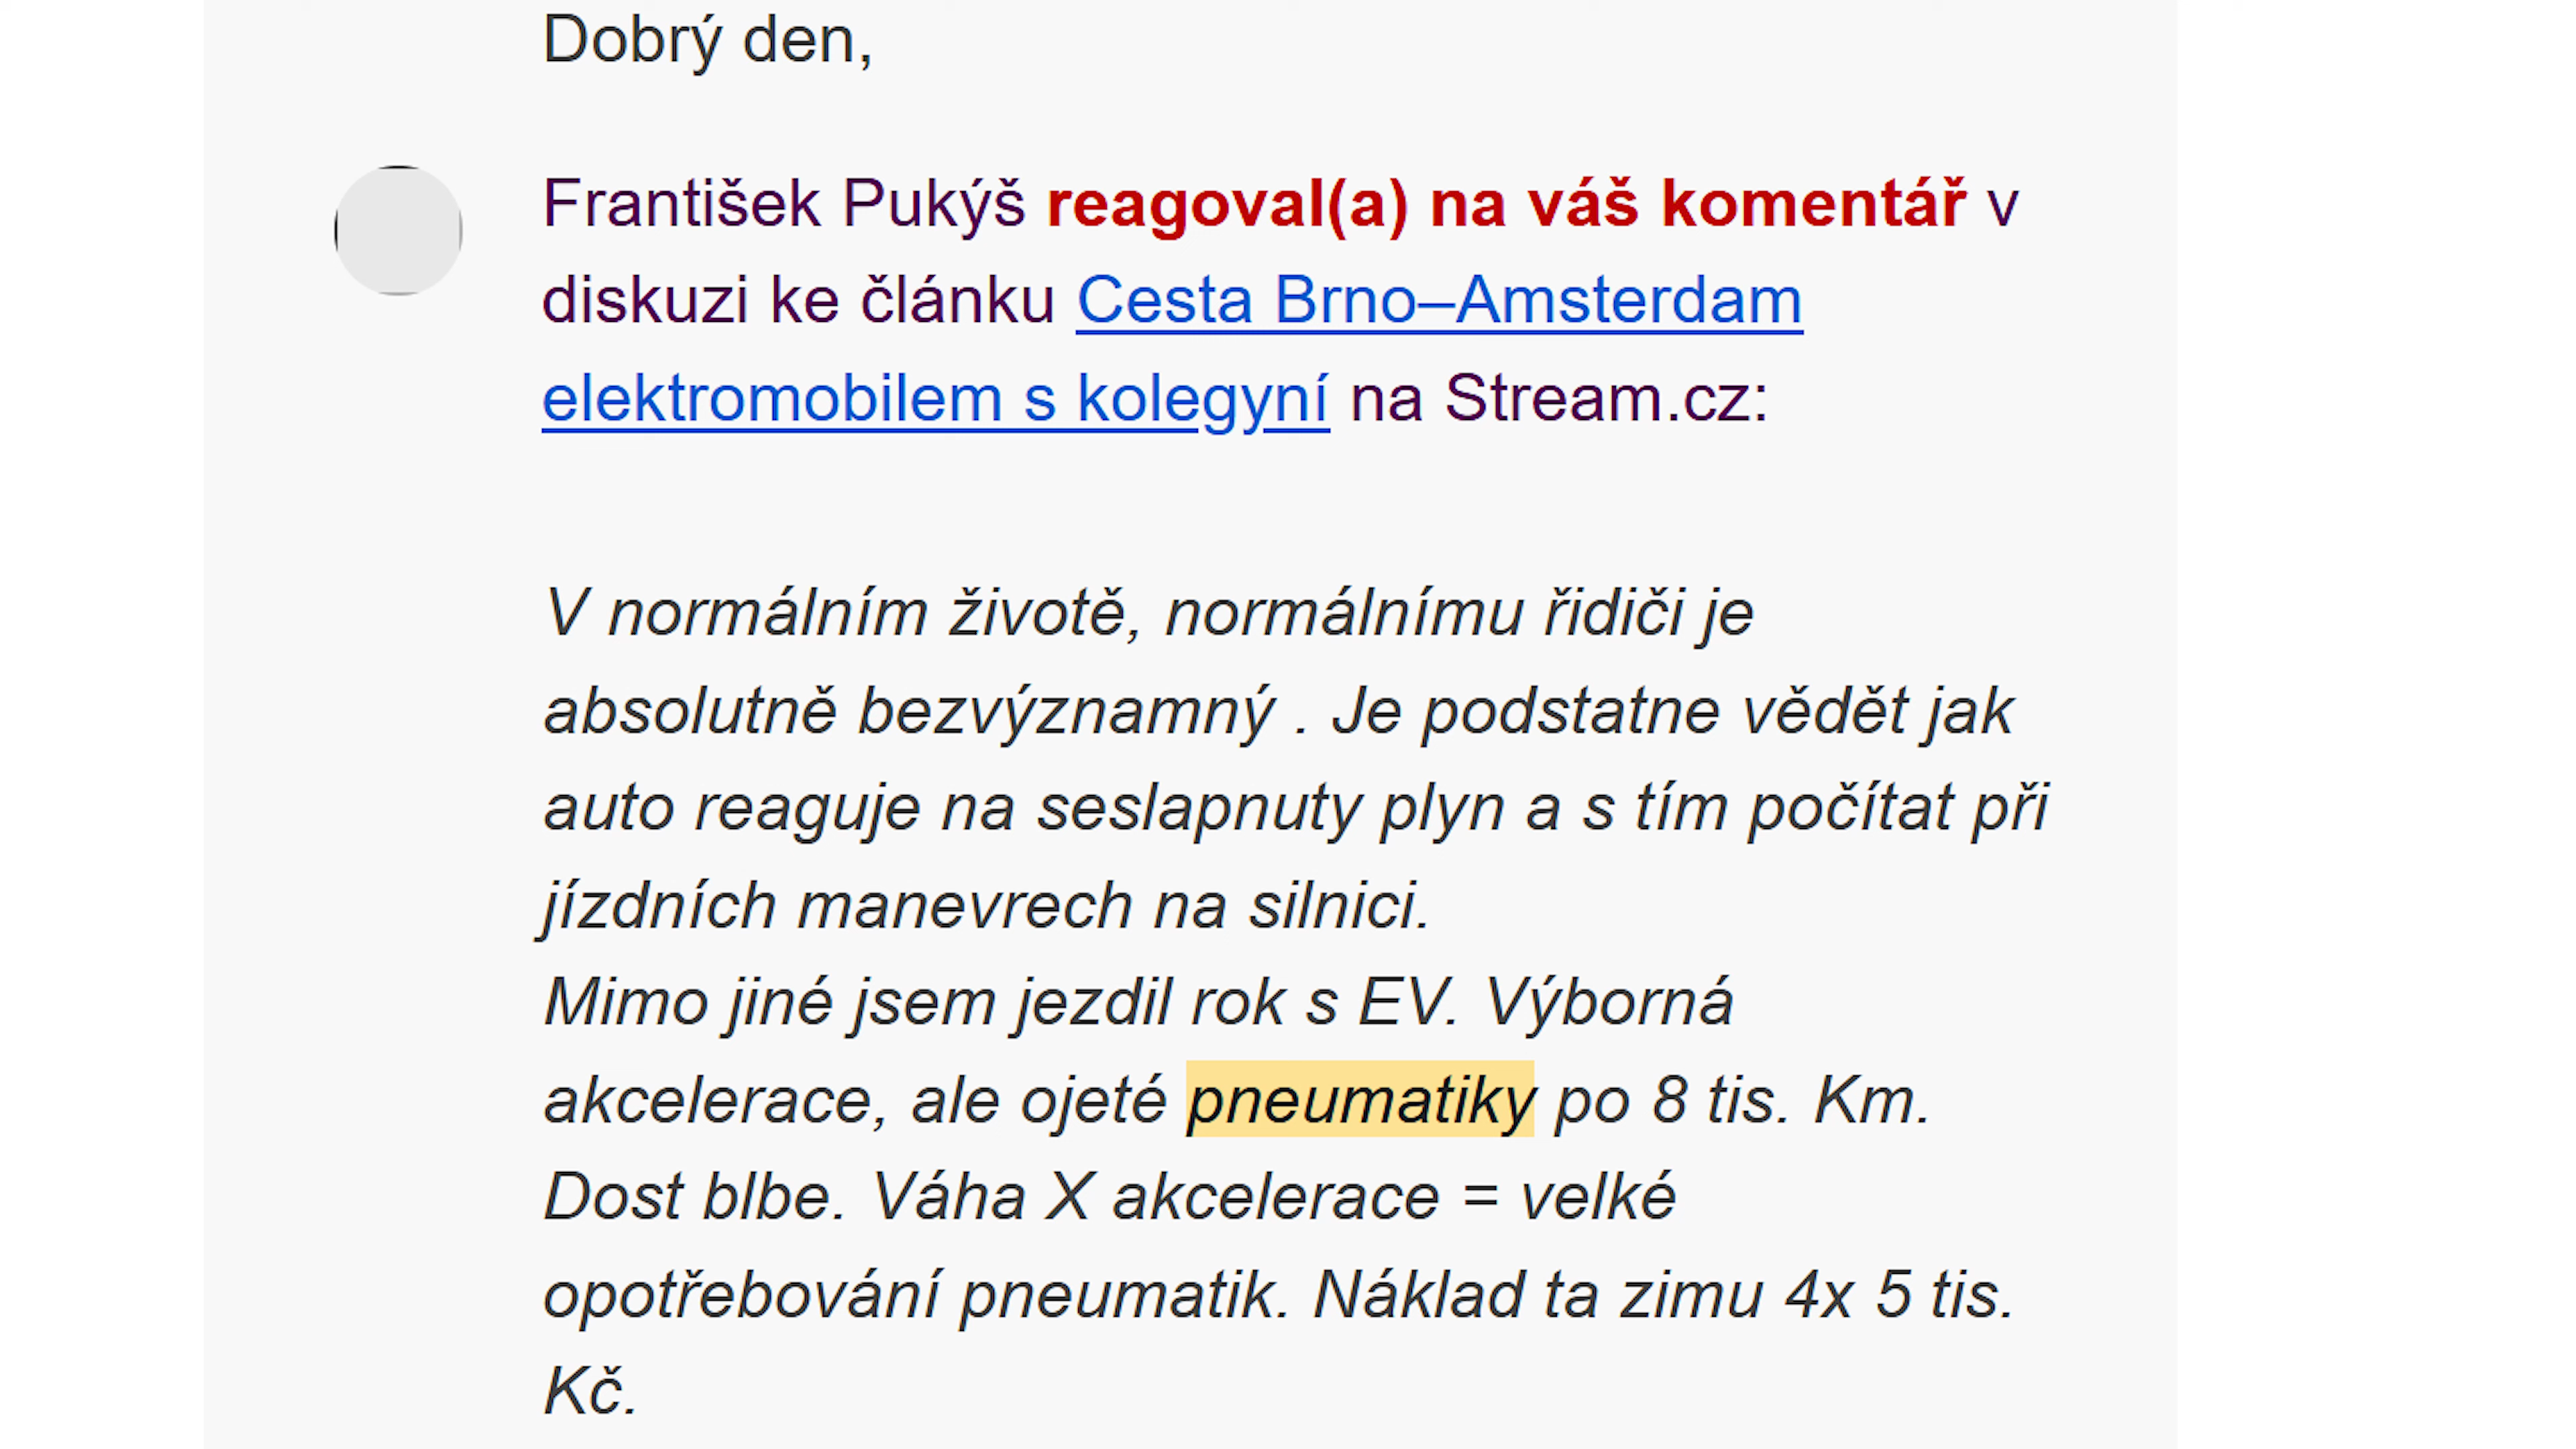 Dobrý den,
František Pukýš reagoval(a) na váš komentář v
diskuzi ke článku Cesta Brno–Amsterdam
elektromobilem s kolegyní na Stream.cz:
V normálním životě, normálnímu řidiči je
absolutně bezvýznamný . Je podstatne vědět jak
auto reaguje na seslapnuty plyn a s tím počítat při
jízdních manevrech na silnici.
Mimo jiné jsem jezdil rok s EV. Výborná
akcelerace, ale ojeté pneumatiky po 8 tis. Km.
Dost blbe. Váha X akcelerace = velké
opotřebování pneumatik. Náklad ta zimu 4x 5 tis.
Kč.